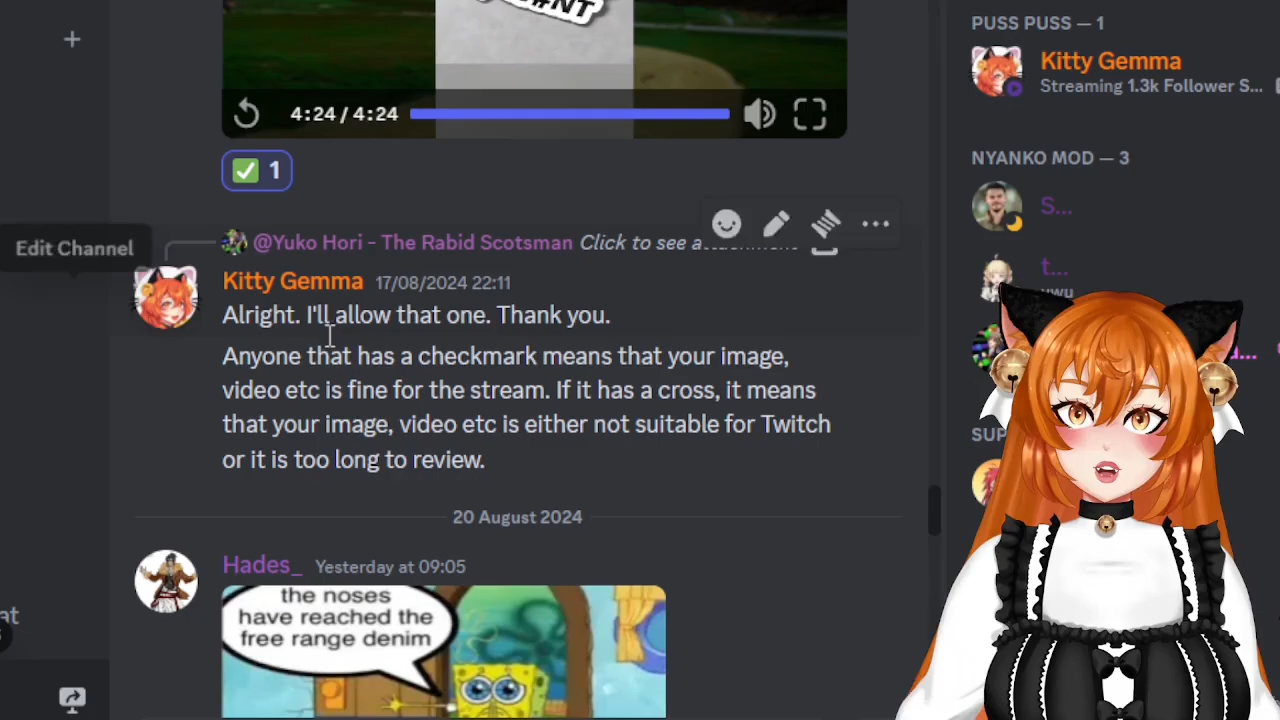 #NT
4:24 / 4:24
1
Edit Channel
@Yuko Hori - The Rabid Scotsman Click to see
Kitty Gemma 17/08/2024 22:11
Alright. I'll allow that one. Thank you.
Anyone that has a checkmark means that your image,
video etc is fine for the stream. If it has a cross, it means
that your image, video etc is either not suitable for Twitch
or it is too long to review.
20 August 2024
Hades_ Yesterday at 09:05
the noses
have reached the
free range denim
PUSS PUSS — 1
Kitty Gemma
Streaming 1.3k Follower S...
NYANKO MOD — 3
S...
t...
uwu
SUP